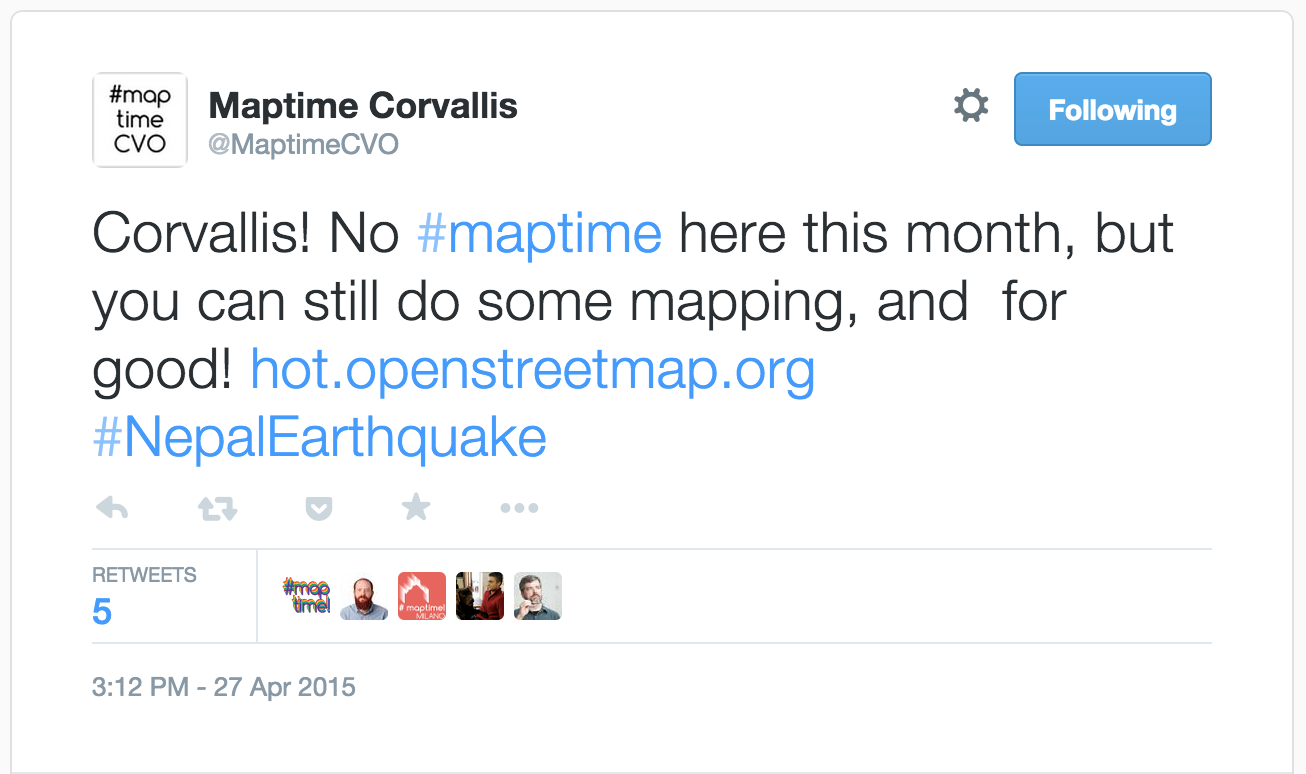 #map
time
CVO
Maptime Corvallis
@MaptimeCVO
Following
Corvallis! No #maptime here this month, but
you can still do some mapping, and  for
good! hot.openstreetmap.org
#NepalEarthquake
RETWEETS
5
#map
time!
# maptime!
MILANO
3:12 PM - 27 Apr 2015